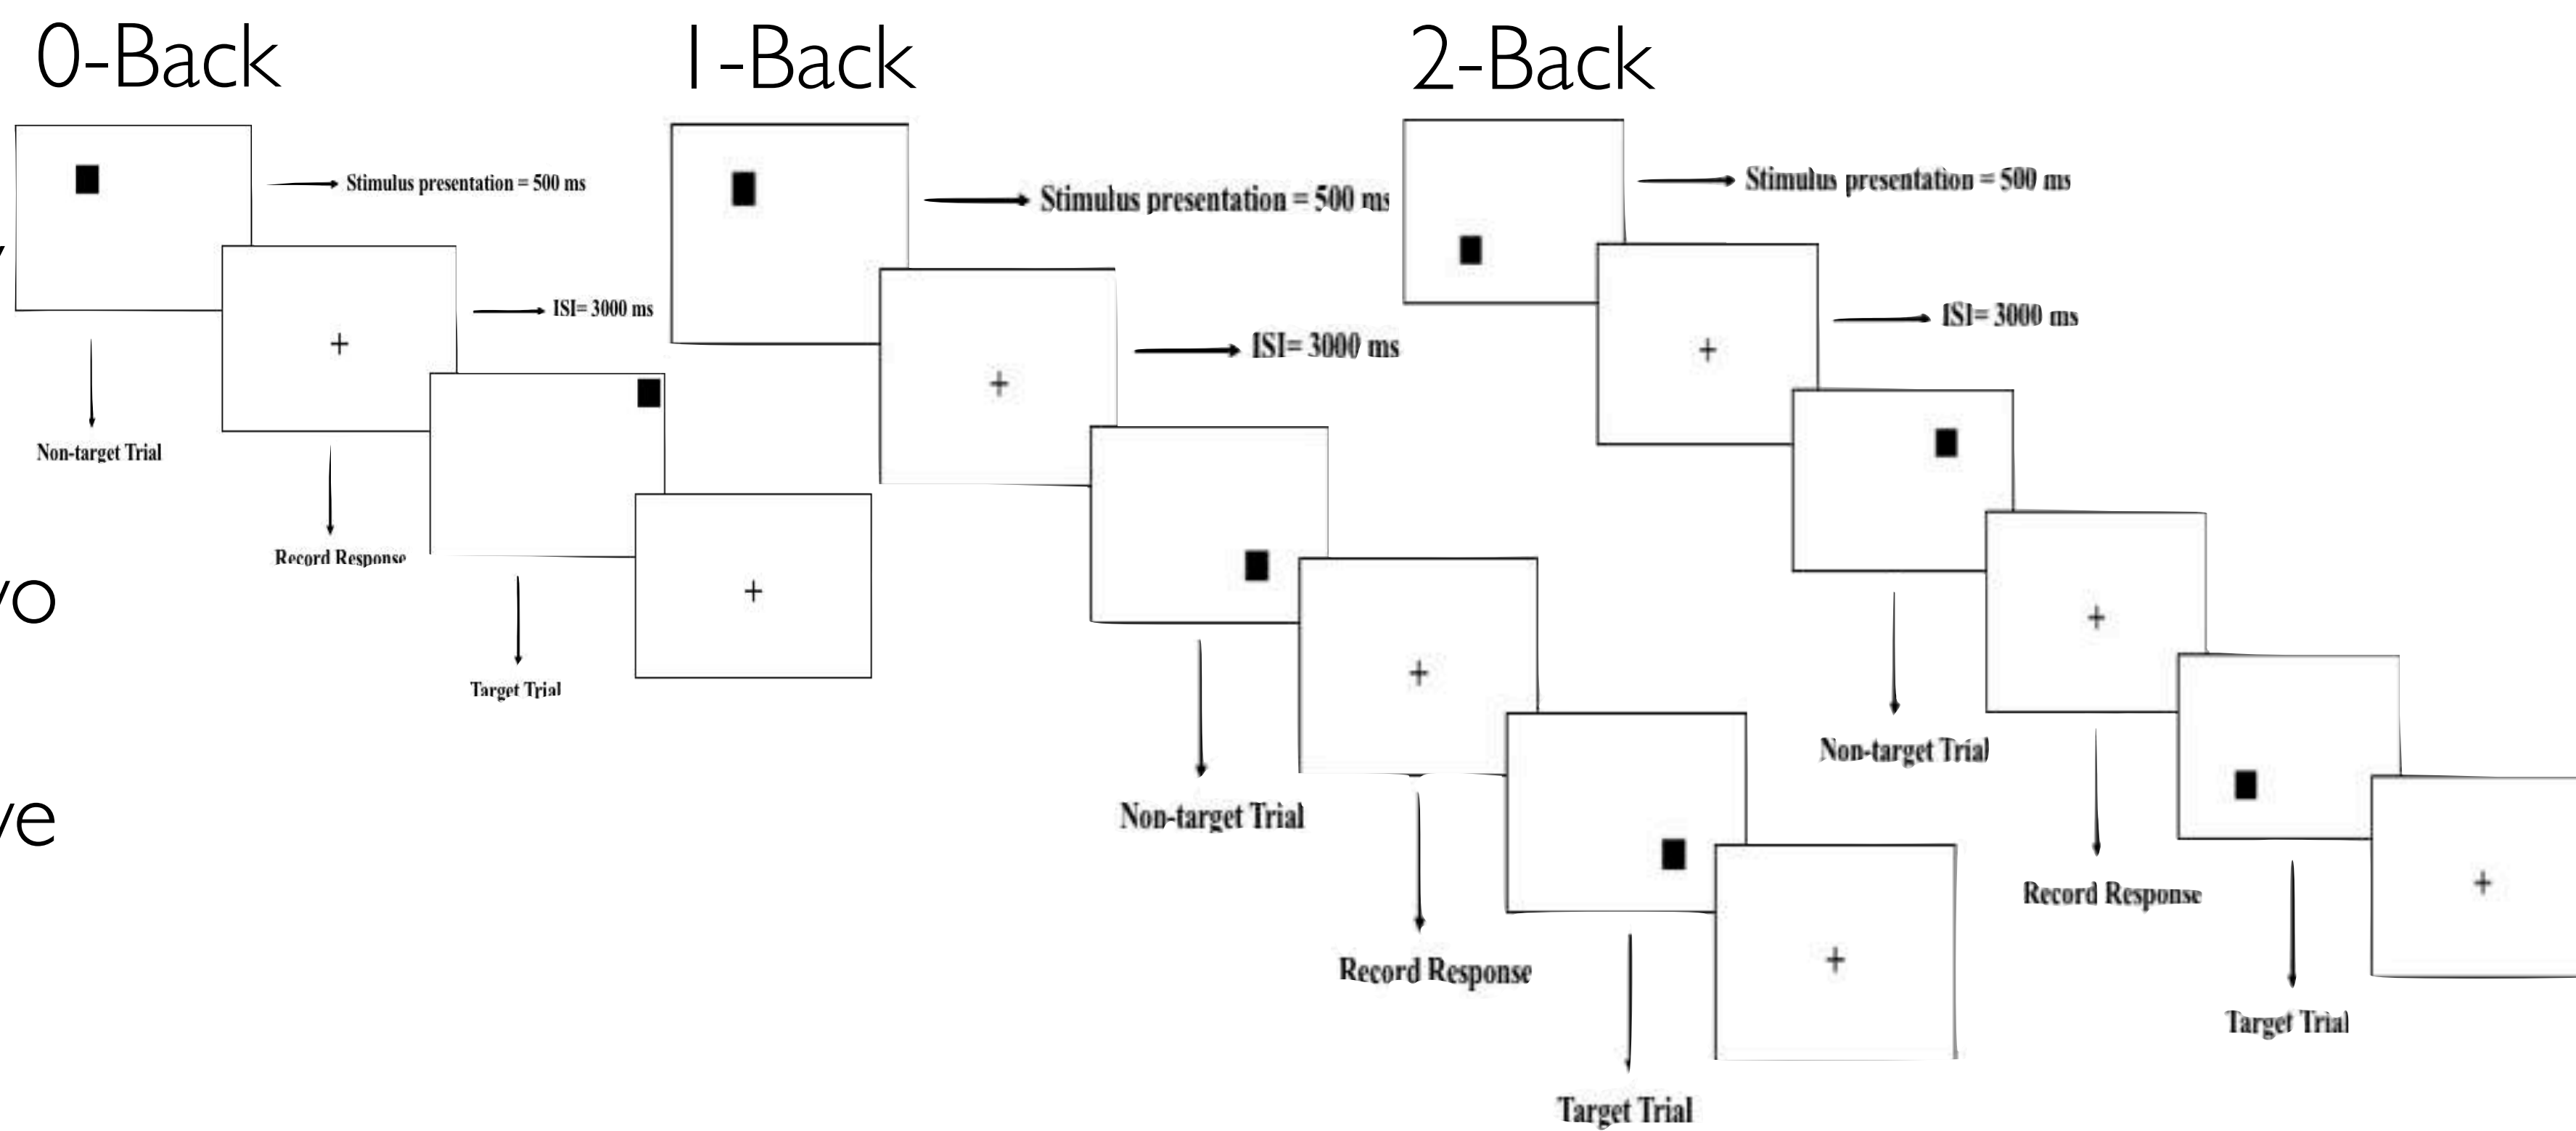 0-Back
Stimulus presentation = 500 ms
ISI= 3000 ms
Non-target Trial
Record Response
Target Trial
1-Back
Stimulus presentation = 500 ms
ISI= 3000 ms
Non-target Trial
Record Response
Target Trial
2-Back
Stimulus presentation = 500 ms
ISI= 3000 ms
Non-target Trial
Record Response
Target Trial